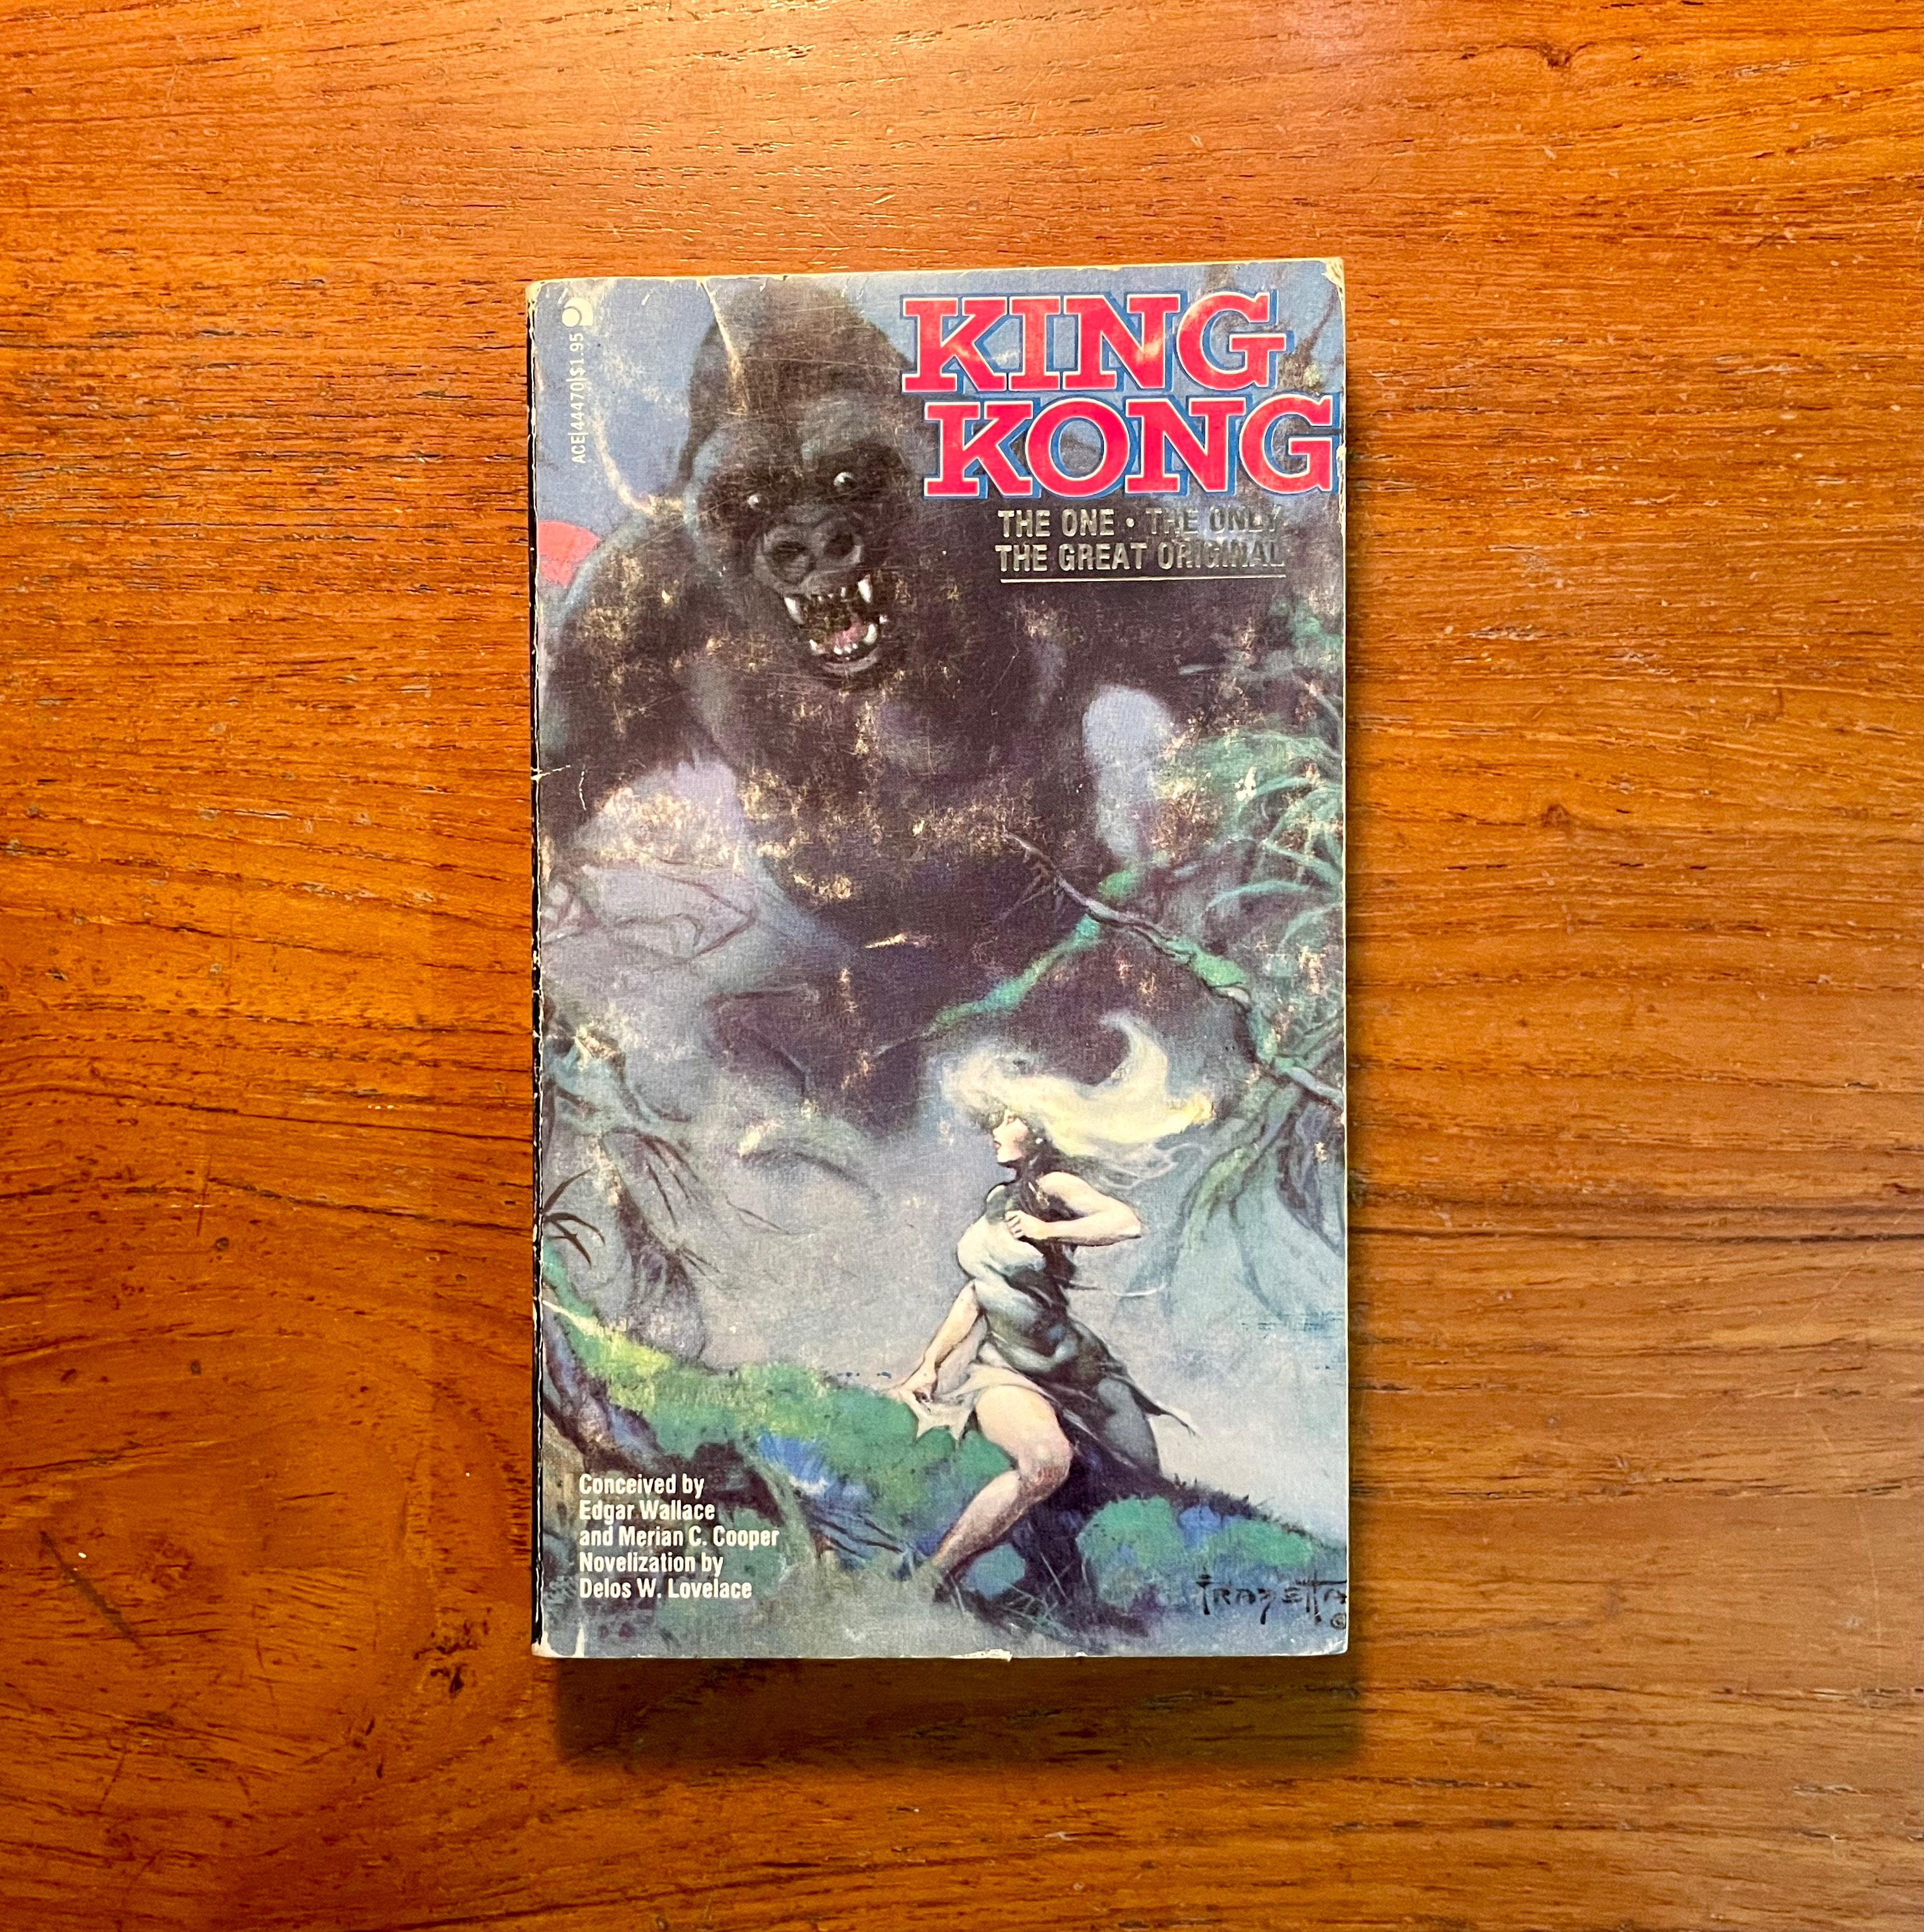 ACE|44470|$1.95
KING
KONG
THE ONE • THE ONLY
THE GREAT ORIGINAL
Conceived by
Edgar Wallace
and Merian C. Cooper
Novelization by
Delos W. Lovelace
FRAZETTA
©